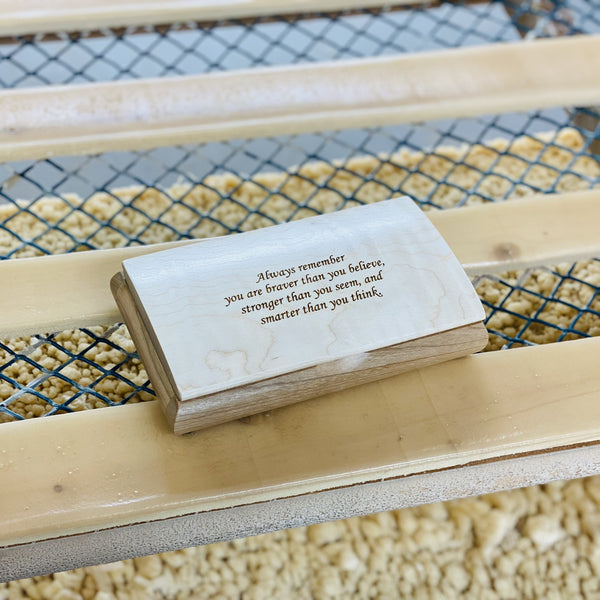 Always remember
you are braver than you believe,
stronger than you seem, and
smarter than you think.